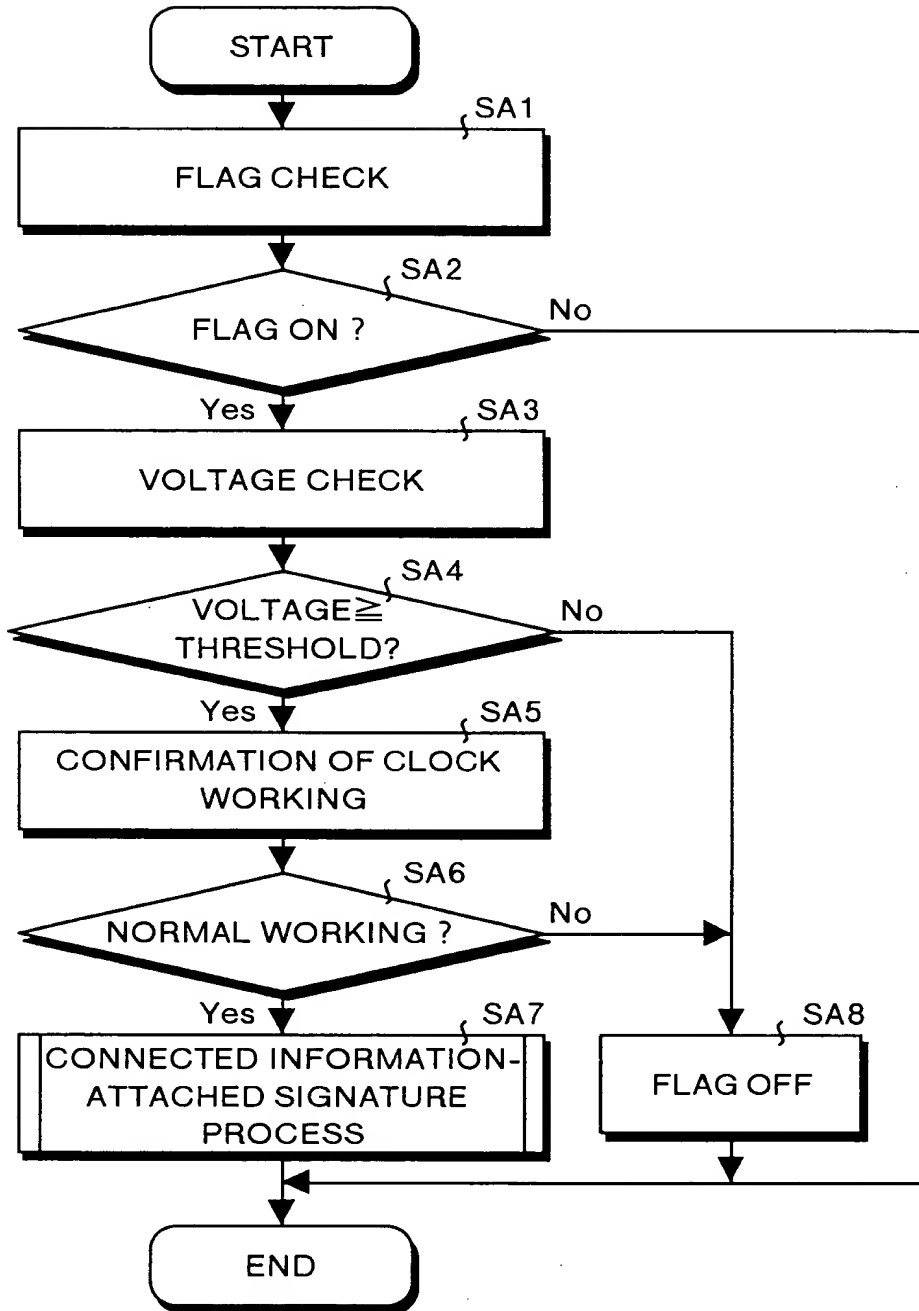 START
SA1
FLAG CHECK
SA2
FLAG ON ?
No
Yes
SA3
VOLTAGE CHECK
SA4
VOLTAGE≧
THRESHOLD?
No
Yes
SA5
CONFIRMATION OF CLOCK
WORKING
SA6
NORMAL WORKING ?
No
Yes
SA7
CONNECTED INFORMATION-
ATTACHED SIGNATURE
PROCESS
SA8
FLAG OFF
END